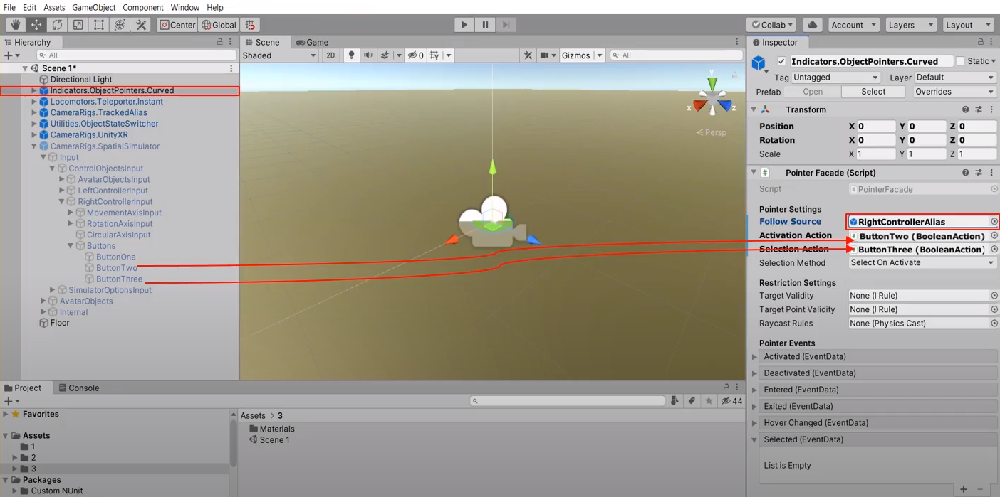 File Edit Assets GameObject Component Window Help
Center Global Collab Account Layers Layout
Hierarchy
All
Scene 1*
Directional Light
Indicators.ObjectPointers.Curved
Locomotors.Teleporter.Instant
CameraRigs.TrackedAlias
Utilities.ObjectStateSwitcher
CameraRigs.UnityXR
CameraRigs.SpatialSimulator
Input
ControlObjectsInput
AvatarObjectsInput
LeftControllerInput
RightControllerInput
MovementAxisInput
RotationAxisInput
CircularAxisInput
Buttons
ButtonOne
ButtonTwo
ButtonThree
SimulatorOptionsInput
AvatarObjects
Internal
Floor
Scene Game
Shaded 2D 0 Gizmos All
y
x z
Persp
Inspector
Indicators.ObjectPointers.Curved Static
Tag Untagged Layer Default
Prefab Open Select Overrides
Transform
Position X 0 Y 0 Z 0
Rotation X 0 Y 0 Z 0
Scale X 1 Y 1 Z 1
# Pointer Facade (Script)
Script # PointerFacade
Pointer Settings
Follow Source RightControllerAlias
Activation Action ButtonTwo (BooleanAction)
Selection Action ButtonThree (BooleanAction)
Selection Method Select On Activate
Restriction Settings
Target Validity None (I Rule)
Target Point Validity None (I Rule)
Raycast Rules None (Physics Cast)
Pointer Events
Activated (EventData)
Deactivated (EventData)
Entered (EventData)
Exited (EventData)
Hover Changed (EventData)
Selected (EventData)
List is Empty
Project Console
44
Favorites
Assets
1
2
3
Packages
Custom NUnit
Assets > 3
Materials
Scene 1